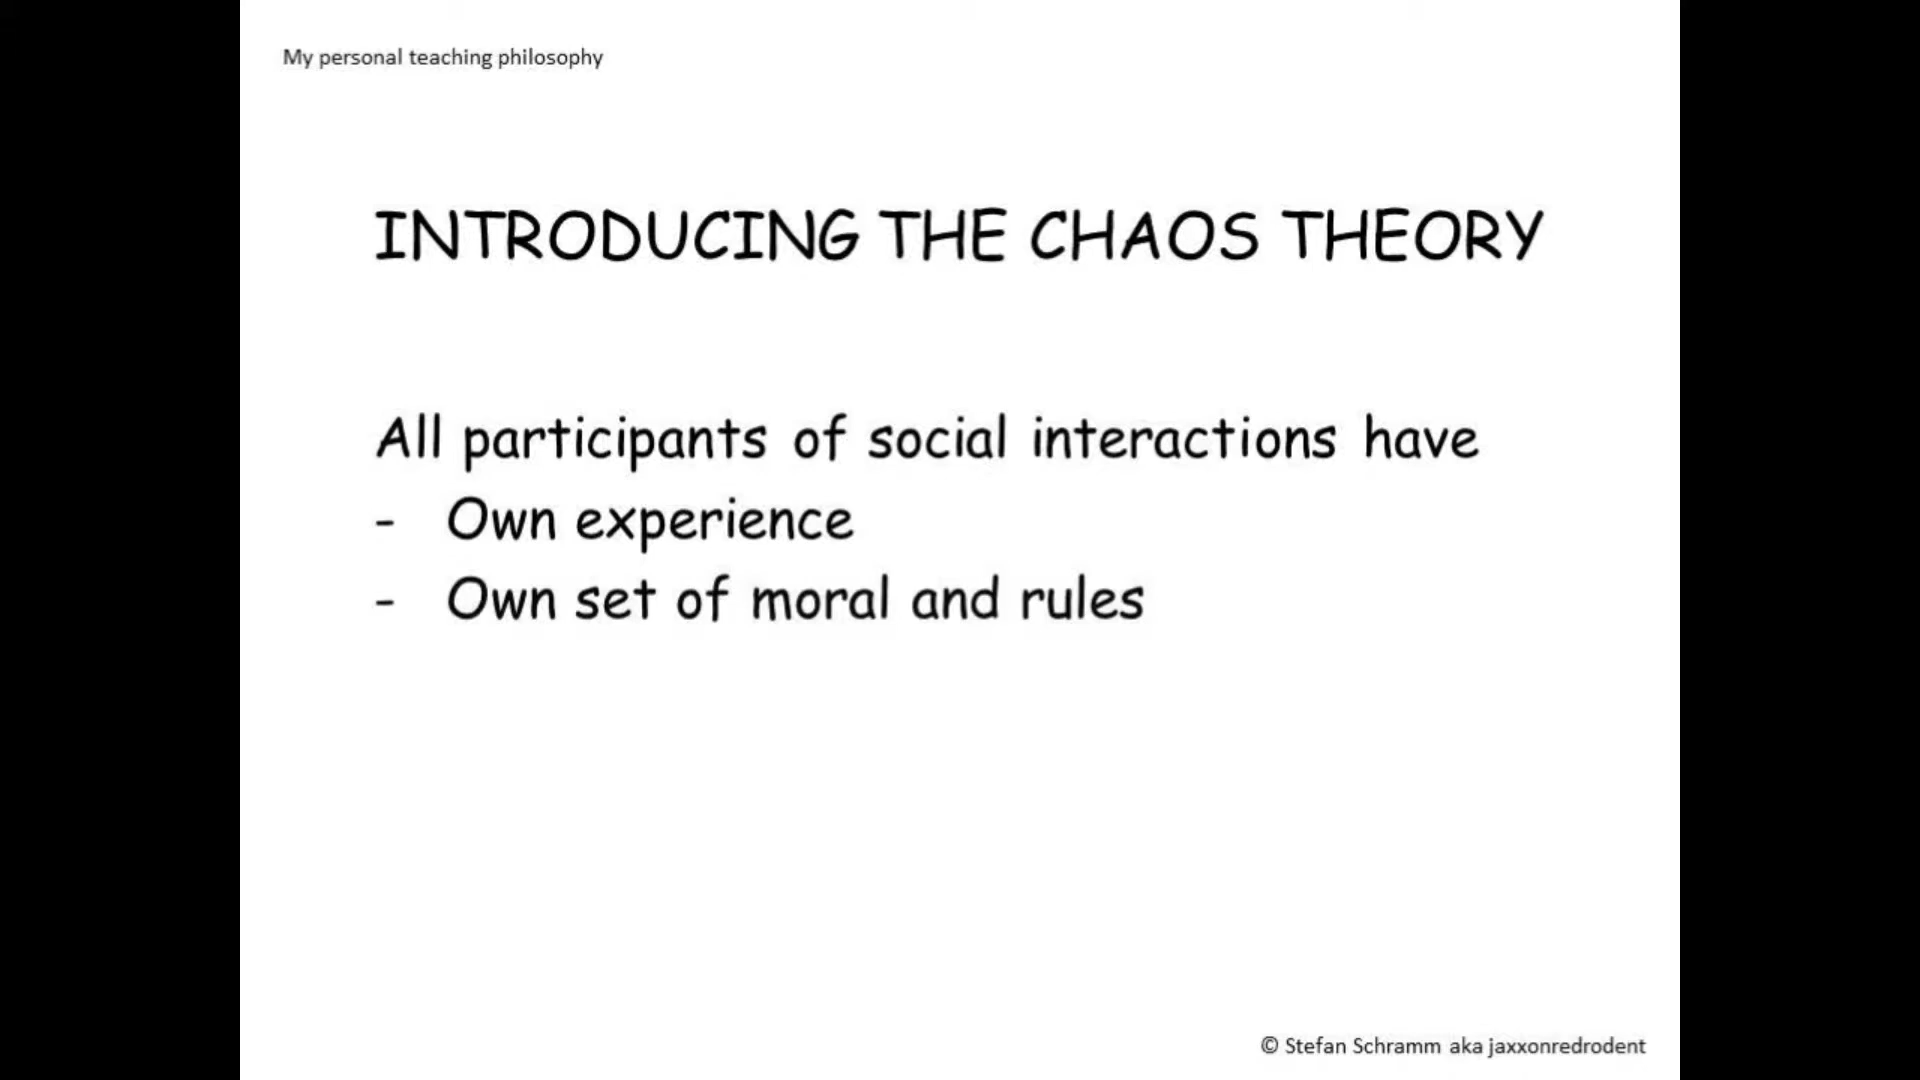 My personal teaching philosophy
INTRODUCING THE CHAOS THEORY
All participants of social interactions have
- Own experience
- Own set of moral and rules
© Stefan Schramm aka jaxxonredrodent